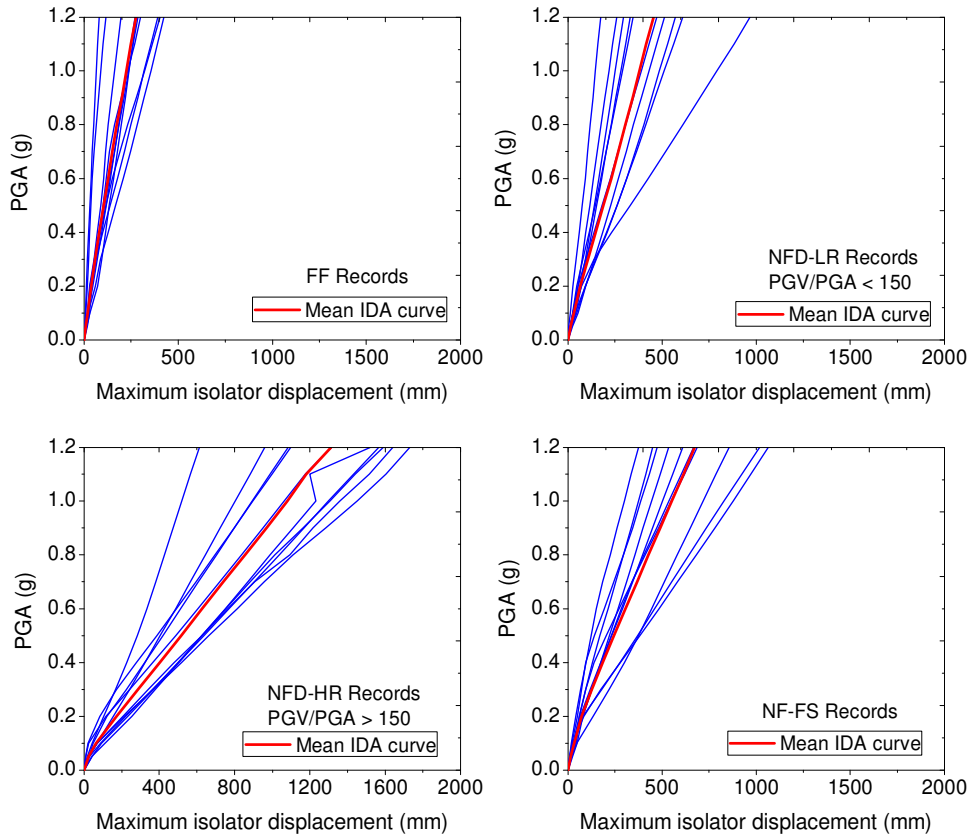 1.2
1.0
0.8
0.6
0.4
0.2
0.0
PGA (g)
FF Records
Mean IDA curve
0 500 1000 1500 2000
Maximum isolator displacement (mm)
1.2
1.0
0.8
0.6
0.4
0.2
0.0
PGA (g)
NFD-LR Records
PGV/PGA < 150
Mean IDA curve
0 500 1000 1500 2000
Maximum isolator displacement (mm)
1.2
1.0
0.8
0.6
0.4
0.2
0.0
PGA (g)
NFD-HR Records
PGV/PGA > 150
Mean IDA curve
0 400 800 1200 1600 2000
Maximum isolator displacement (mm)
1.2
1.0
0.8
0.6
0.4
0.2
0.0
PGA (g)
NF-FS Records
Mean IDA curve
0 500 1000 1500 2000
Maximum isolator displacement (mm)